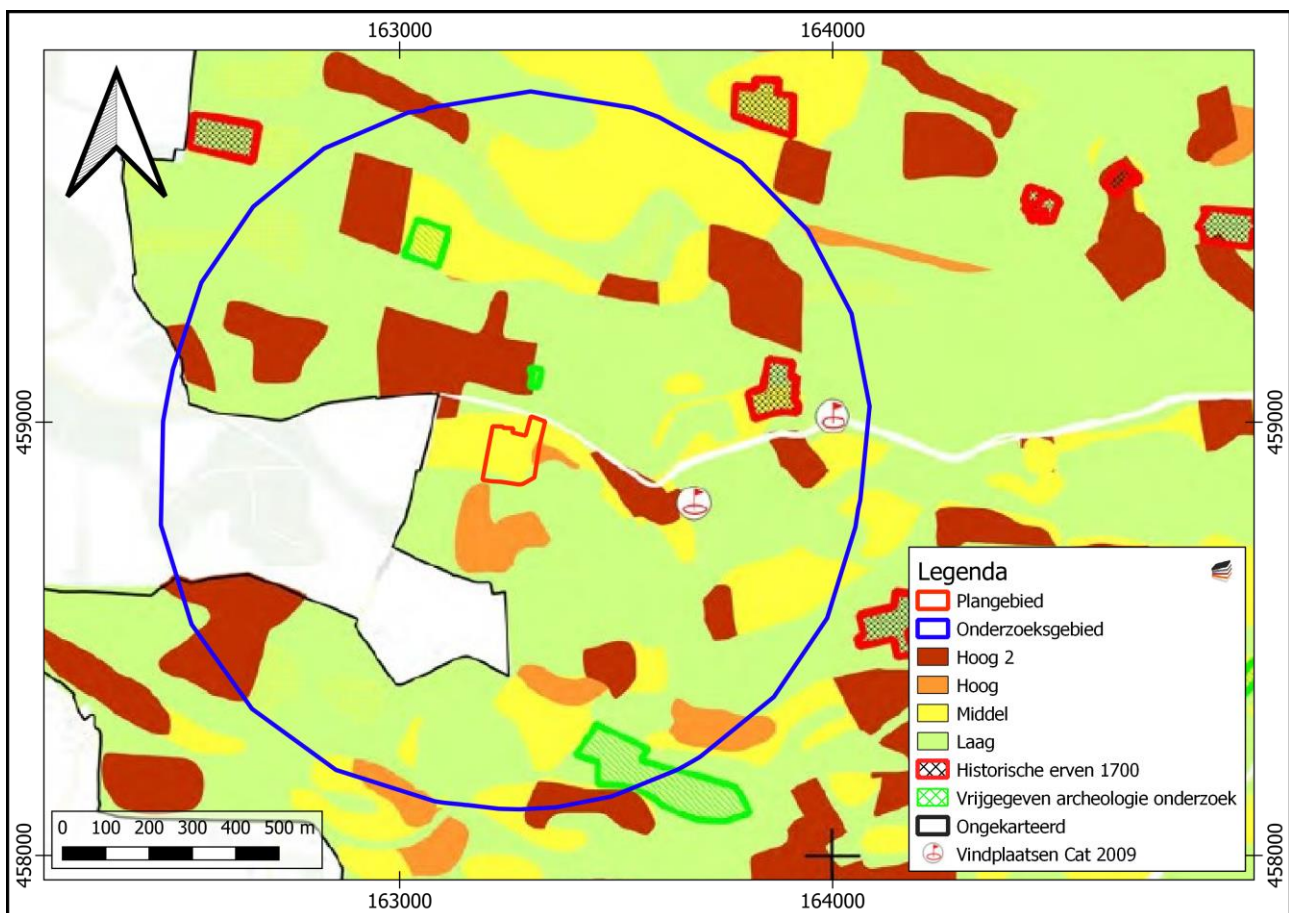 163000
164000
459000
459000
Legenda
Plangebied
Onderzoeksgebied
Hoog 2
Hoog
Middel
Laag
Historische erven 1700
Vrijgegeven archeologie onderzoek
Ongekarteerd
Vindplaatsen Cat 2009
0 100 200 300 400 500 m
458000
458000
163000
164000